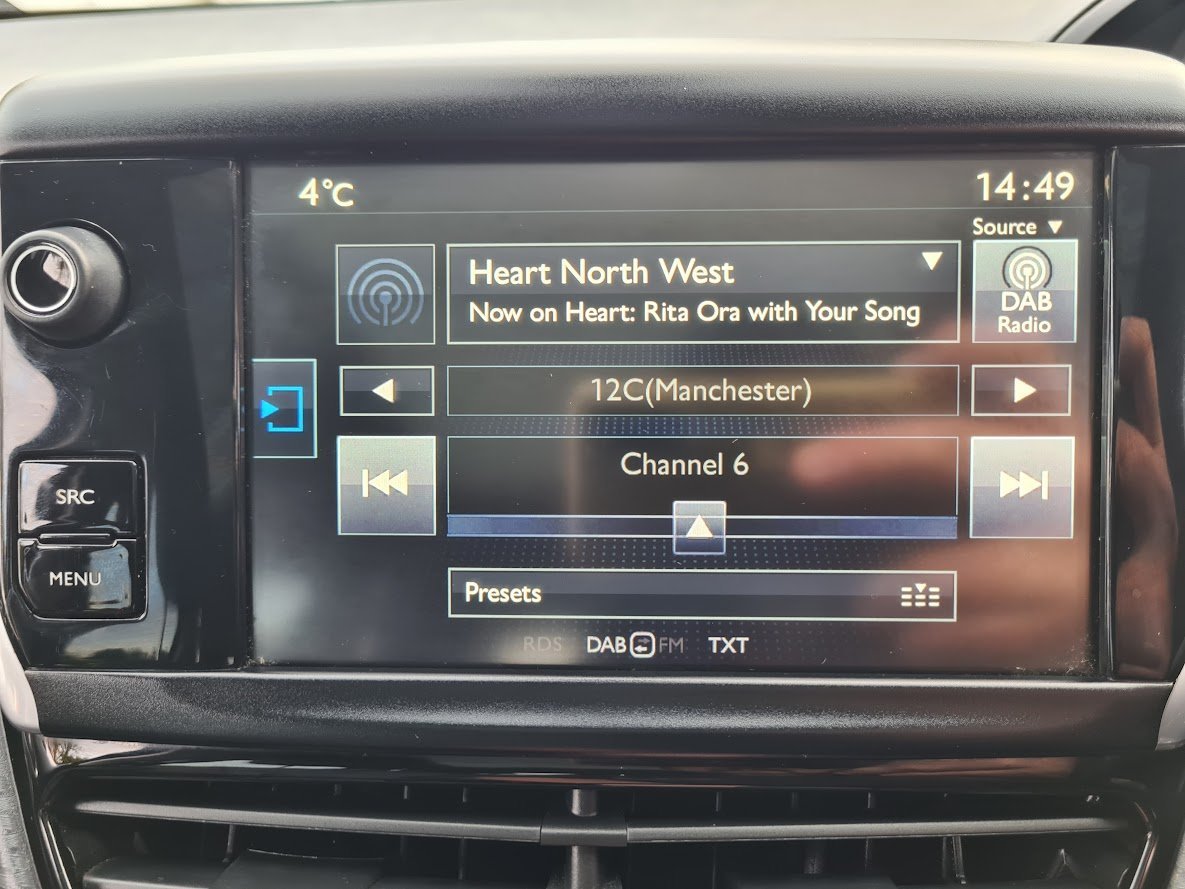 4°C
14:49
Source
Heart North West
Now on Heart: Rita Ora with Your Song
DAB
Radio
12C(Manchester)
Channel 6
SRC
MENU
Presets
RDS DAB FM TXT